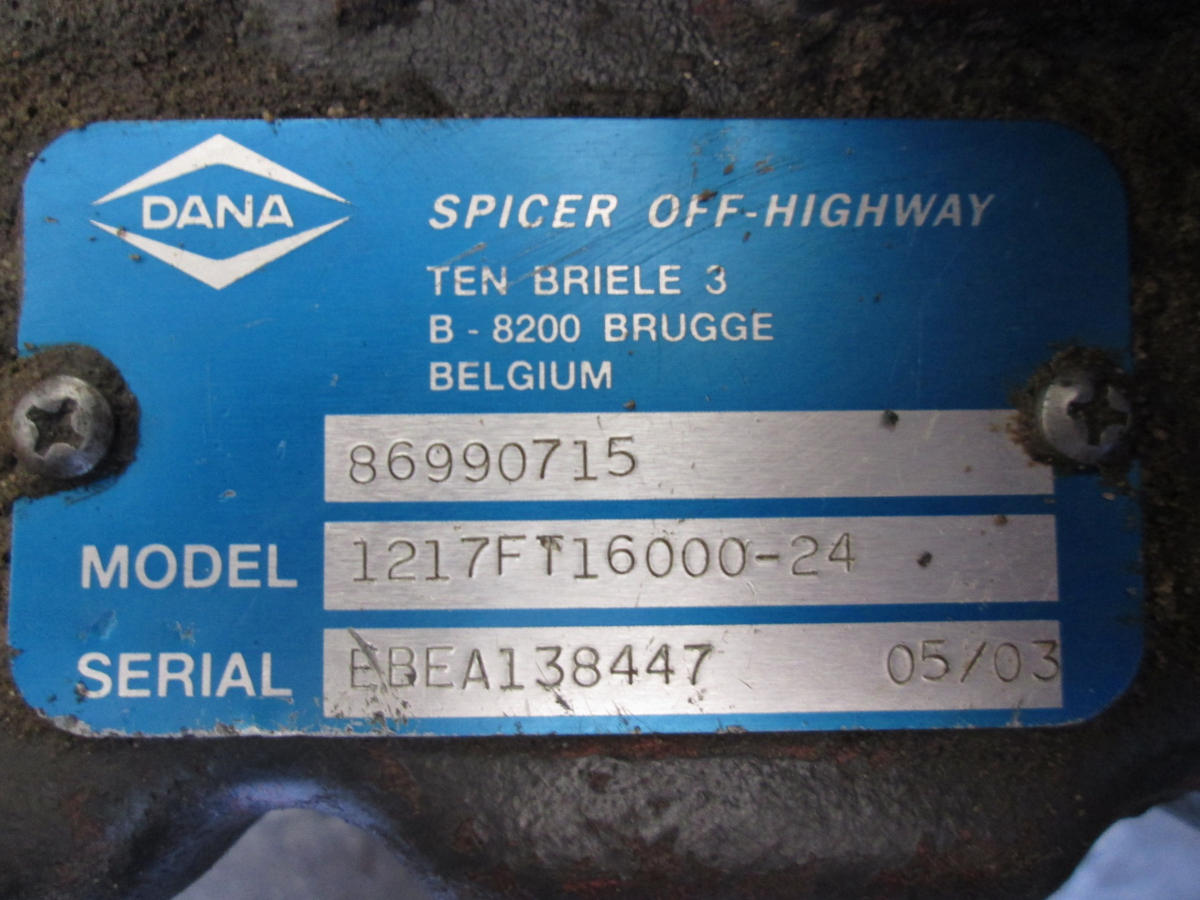 DANA
SPICER OFF-HIGHWAY
TEN BRIELE 3
B - 8200 BRUGGE
BELGIUM
86990715
MODEL 1217FT16000-24
SERIAL EBEA138447 05/03